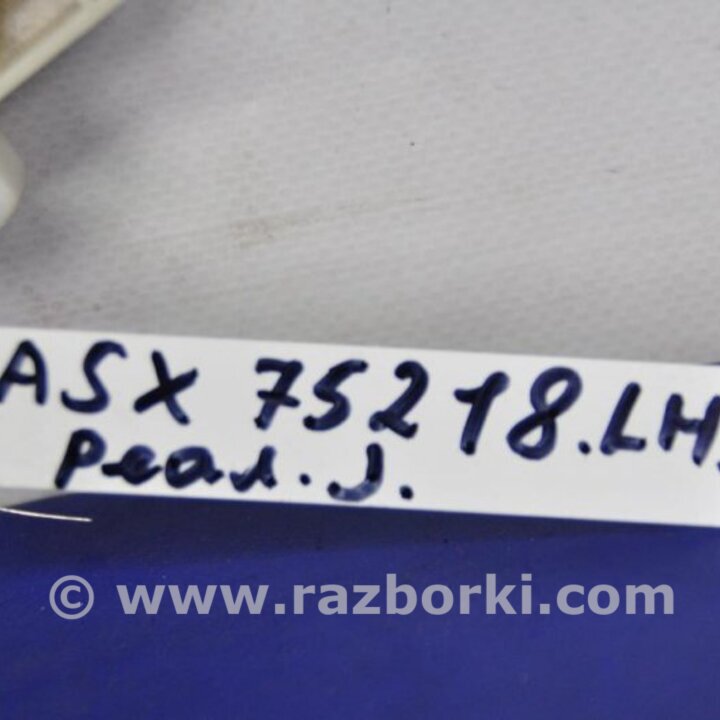 ASX 75218.LH.
реал. J.
© www.razborki.com